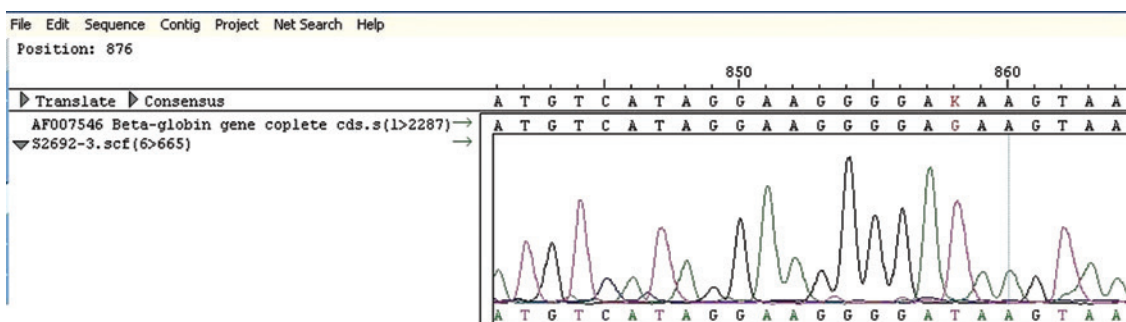 File Edit Sequence Contig Project Net Search Help
Position: 876
850 860
Translate Consensus A T G T C A T A G G A A G G G G A K A A G T A A
AF007546 Beta-globin gene coplete cds.s(1>2287)→ A T G T C A T A G G A A G G G G A G A A G T A A
S2692-3.scf(6>665) →
A T G T C A T A G G A A G G G G A T A A G T A A